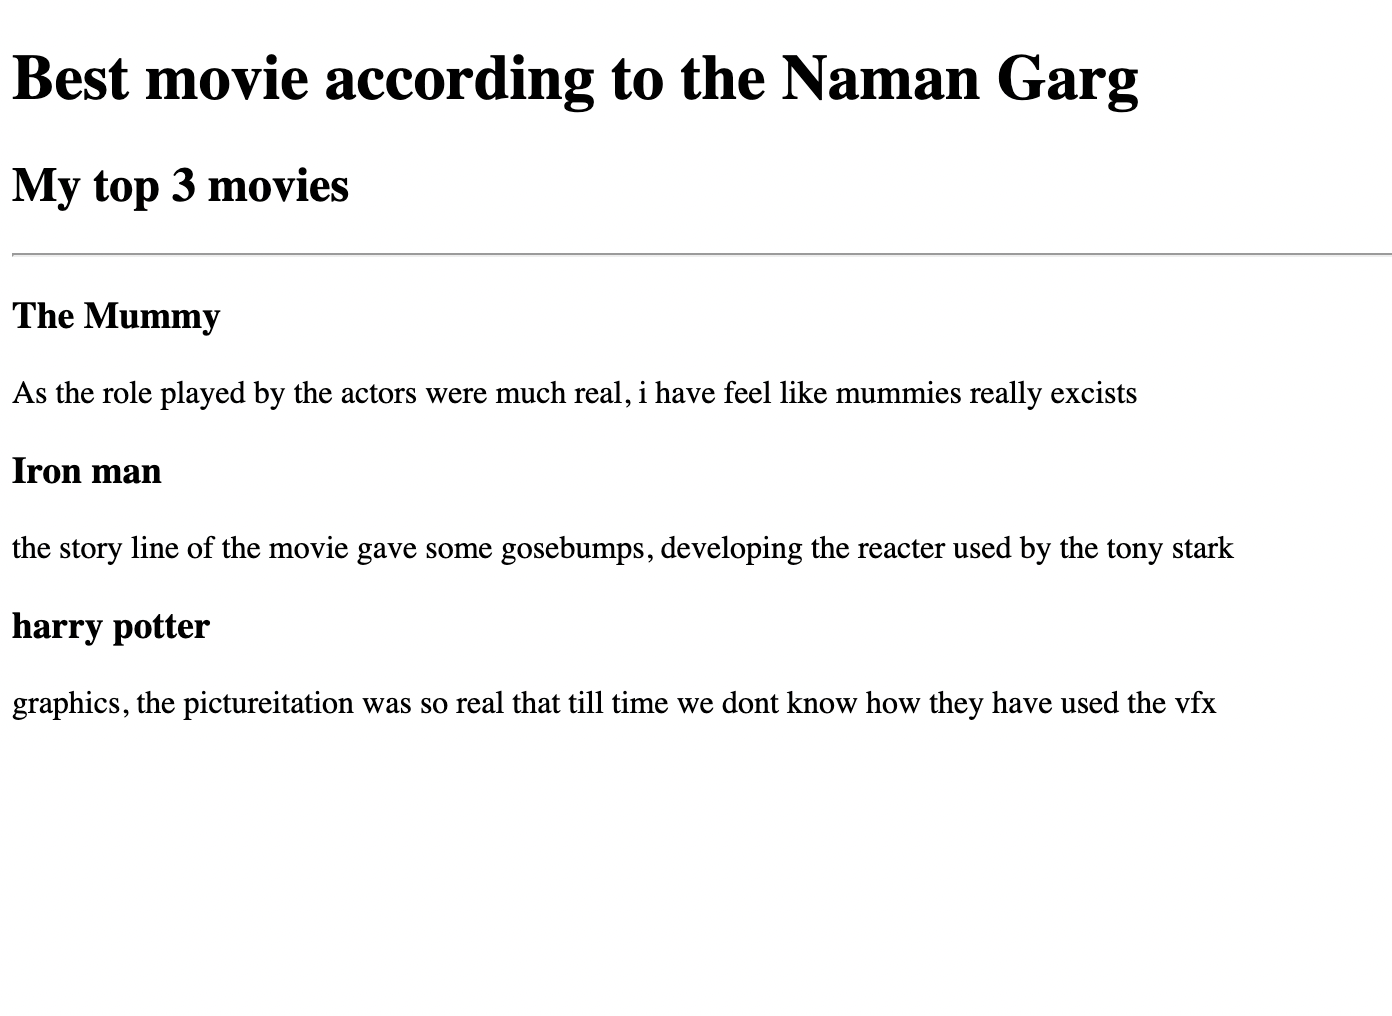 Best movie according to the Naman Garg
My top 3 movies
The Mummy
As the role played by the actors were much real, i have feel like mummies really excists
Iron man
the story line of the movie gave some gosebumps, developing the reacter used by the tony stark
harry potter
graphics, the pictureitation was so real that till time we dont know how they have used the vfx